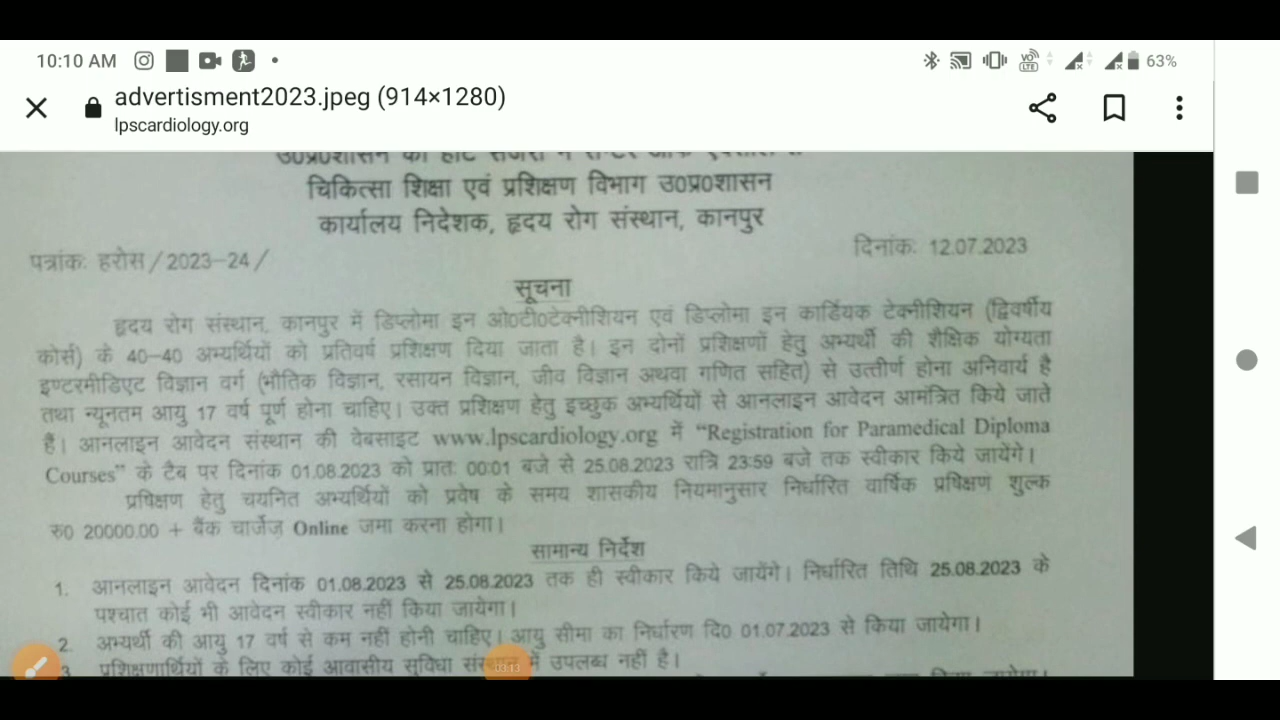 10:10 AM
VO LTE
63%
advertisment2023.jpeg (914×1280)
lpscardiology.org
चिकित्सा शिक्षा एवं प्रशिक्षण विभाग उ0प्र0शासन
कार्यालय निदेशक, हृदय रोग संस्थान, कानपुर
पत्रांकः हरोस/2023–24/
दिनांकः 12.07.2023
सूचना
हृदय रोग संस्थान, कानपुर में डिप्लोमा इन ओ0टी0टेक्नीशियन एवं डिप्लोमा इन कार्डियक टेक्नीशियन (द्विवर्षीय
कोर्स) के 40–40 अभ्यर्थियों को प्रतिवर्ष प्रशिक्षण दिया जाता है। इन दोनों प्रशिक्षणों हेतु अभ्यर्थी की शैक्षिक योग्यता
इण्टरमीडिएट विज्ञान वर्ग (भौतिक विज्ञान, रसायन विज्ञान, जीव विज्ञान अथवा गणित सहित) से उत्तीर्ण होना अनिवार्य है
तथा न्यूनतम आयु 17 वर्ष पूर्ण होना चाहिए। उक्त प्रशिक्षण हेतु इच्छुक अभ्यर्थियों से आनलाइन आवेदन आमंत्रित किये जाते
हैं। आनलाइन आवेदन संस्थान की वेबसाइट www.lpscardiology.org में “Registration for Paramedical Diploma
Courses” के टैब पर दिनांक 01.08.2023 को प्रातः 00:01 बजे से 25.08.2023 रात्रि 23:59 बजे तक स्वीकार किये जायेंगे।
प्रषिक्षण हेतु चयनित अभ्यर्थियों को प्रवेष के समय शासकीय नियमानुसार निर्धारित वार्षिक प्रषिक्षण शुल्क
रु0 20000.00 + बैंक चार्जेज़ Online जमा करना होगा।
सामान्य निर्देश
1. आनलाइन आवेदन दिनांक 01.08.2023 से 25.08.2023 तक ही स्वीकार किये जायेंगे। निर्धारित तिथि 25.08.2023 के
पश्चात कोई भी आवेदन स्वीकार नहीं किया जायेगा।
2. अभ्यर्थी की आयु 17 वर्ष से कम नहीं होनी चाहिए। आयु सीमा का निर्धारण दि0 01.07.2023 से किया जायेगा।
3 प्रशिक्षणार्थियों के लिए कोई आवासीय सुविधा संस्थान में उपलब्ध नहीं है।
03:13